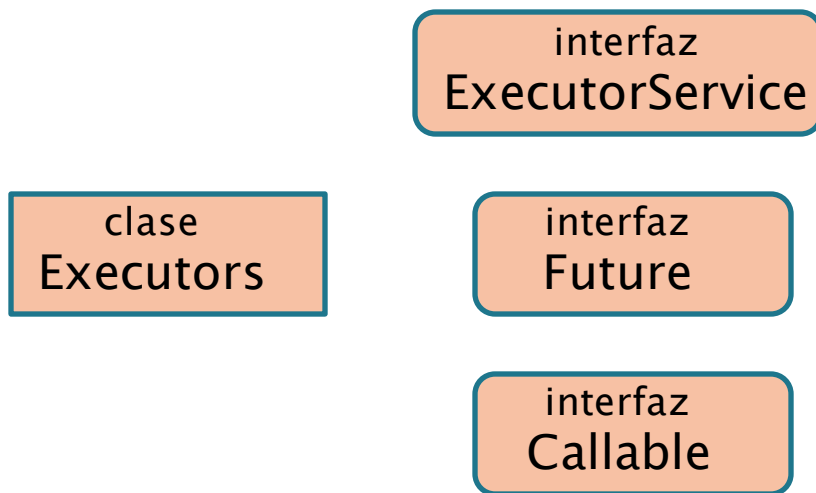 interfaz
ExecutorService
clase
Executors
interfaz
Future
interfaz
Callable